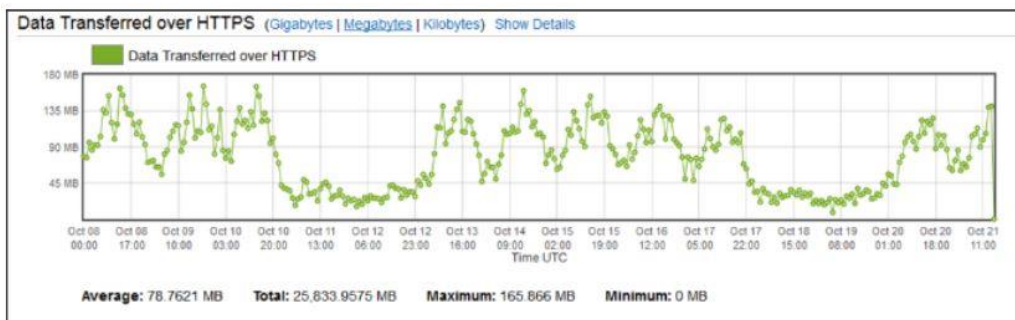 Data Transferred over HTTPS (Gigabytes | Megabytes | Kilobytes) Show Details
Data Transferred over HTTPS
180 MB
135 MB
90 MB
45 MB
Oct 08 Oct 08 Oct 09 Oct 10 Oct 10 Oct 11 Oct 12 Oct 12 Oct 13 Oct 14 Oct 15 Oct 15 Oct 16 Oct 17 Oct 17 Oct 18 Oct 19 Oct 20 Oct 20 Oct 21
00:00 17:00 10:00 03:00 20:00 13:00 06:00 23:00 16:00 09:00 02:00 19:00 12:00 05:00 22:00 15:00 08:00 01:00 18:00 11:00
Time UTC
Average: 78.7621 MB Total: 25,833.9575 MB Maximum: 165.866 MB Minimum: 0 MB